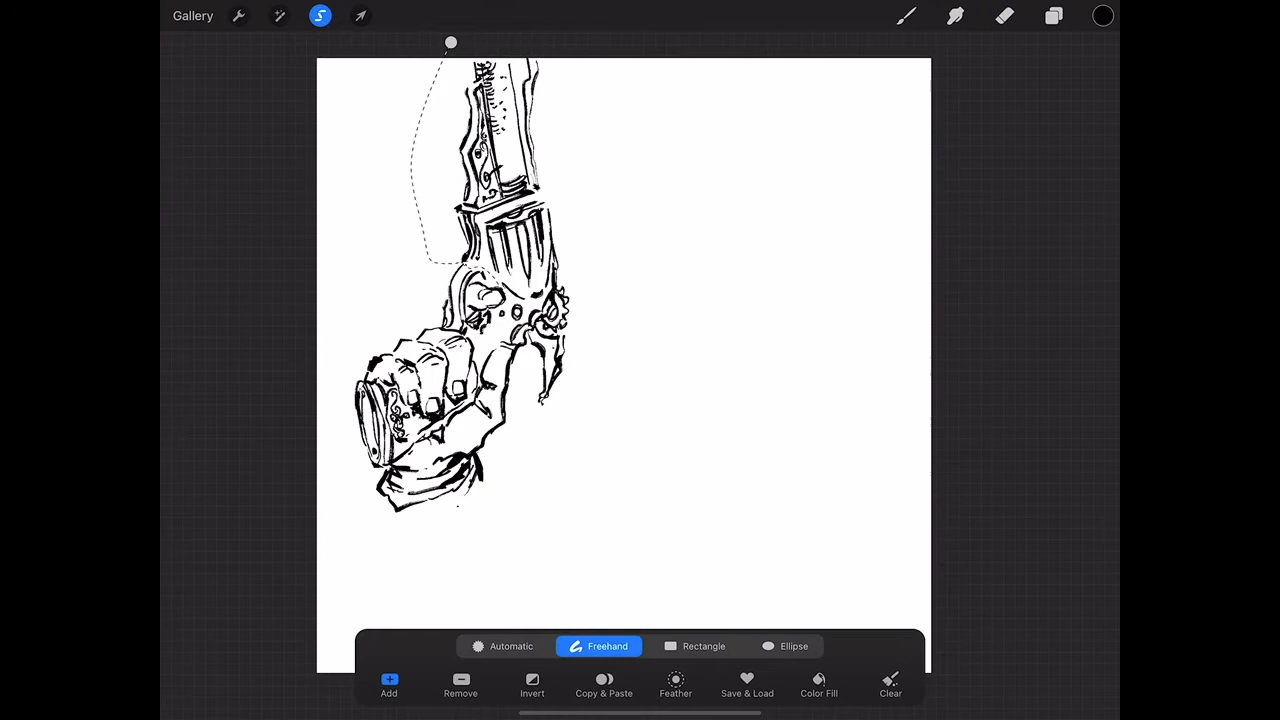 Gallery
Automatic Freehand Rectangle Ellipse
Add Remove Invert Copy & Paste Feather Save & Load Color Fill Clear